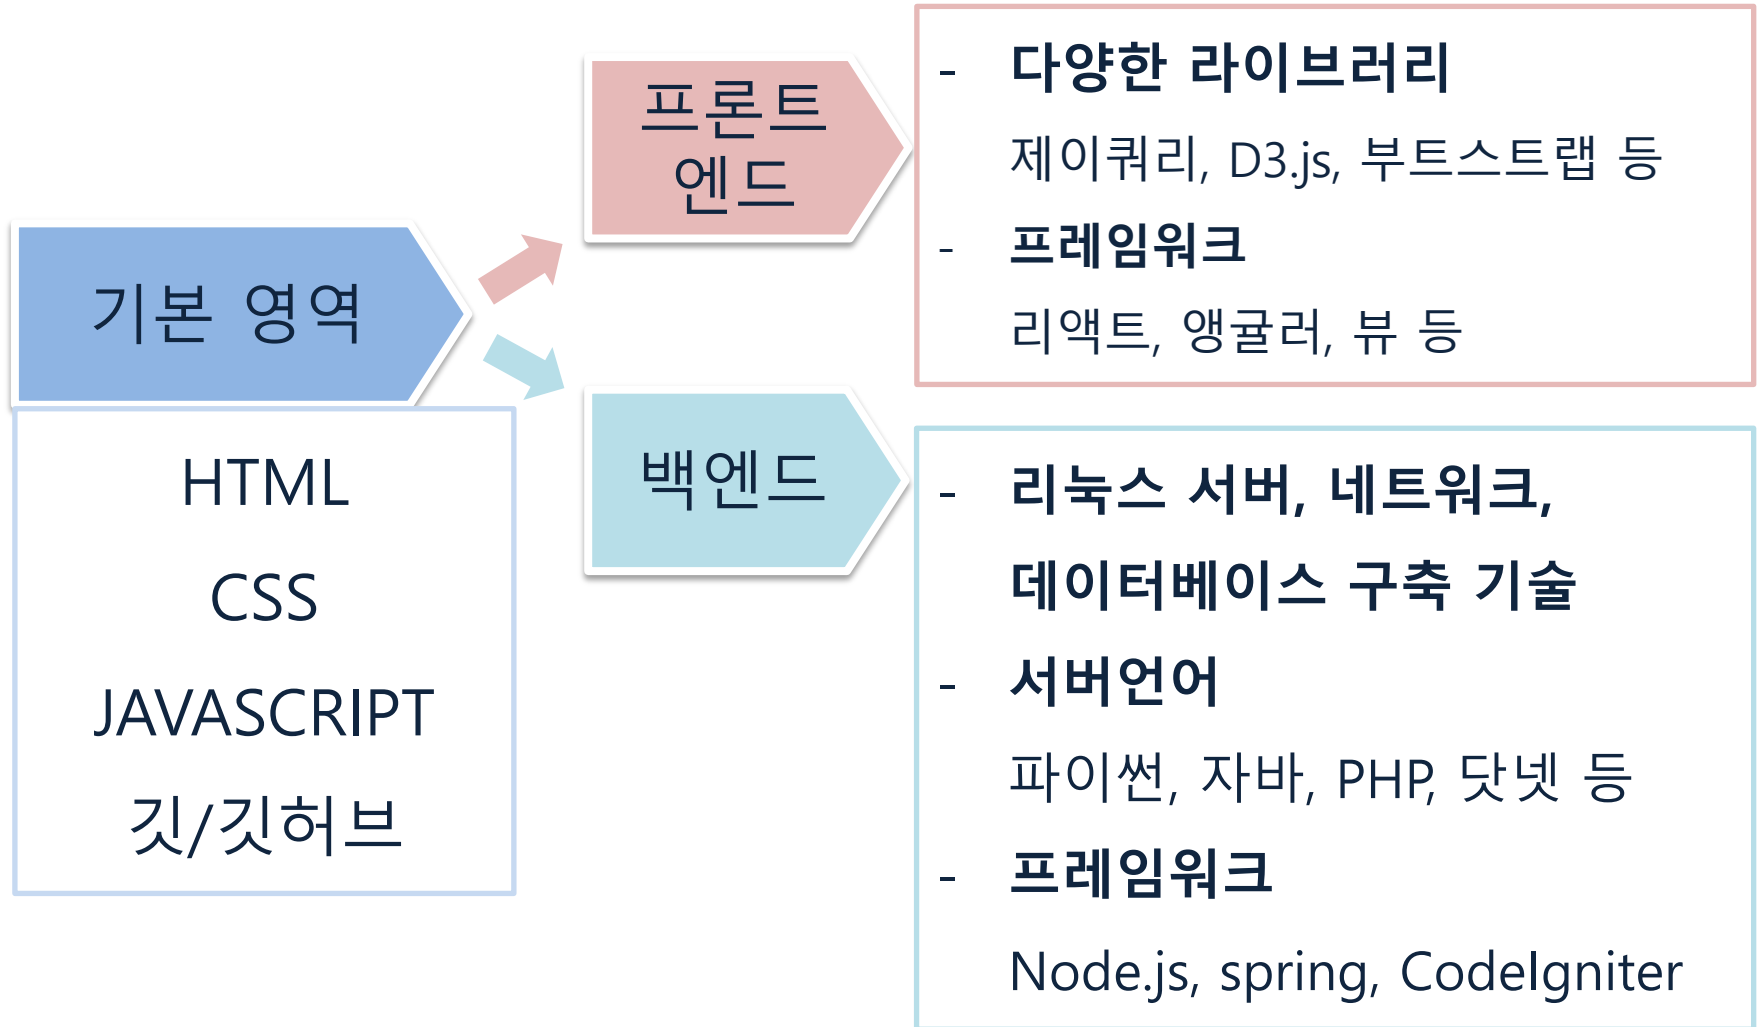 기본 영역
HTML
CSS
JAVASCRIPT
깃/깃허브
프론트
엔드
- 다양한 라이브러리
제이쿼리, D3.js, 부트스트랩 등
- 프레임워크
리액트, 앵귤러, 뷰 등
백엔드
- 리눅스 서버, 네트워크,
데이터베이스 구축 기술
- 서버언어
파이썬, 자바, PHP, 닷넷 등
- 프레임워크
Node.js, spring, CodeIgniter